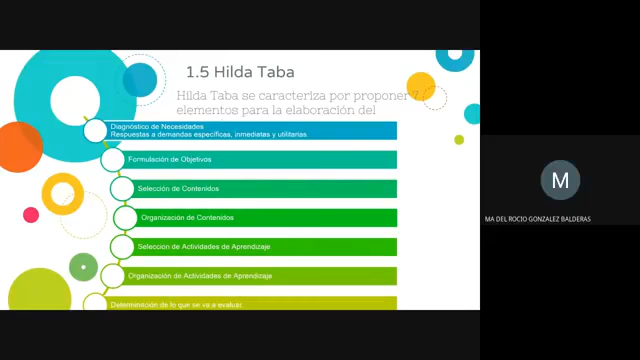 1.5 Hilda Taba
Hilda Taba se caracteriza por proponer 7
elementos para la elaboración del
Diagnóstico de Necesidades
Respuestas a demandas específicas, inmediatas y utilitarias
Formulación de Objetivos
Selección de Contenidos
Organización de Contenidos
Selección de Actividades de Aprendizaje
Organización de Actividades de Aprendizaje
Determinación de lo que se va a evaluar.
M
MA DEL ROCIO GONZALEZ BALDERAS